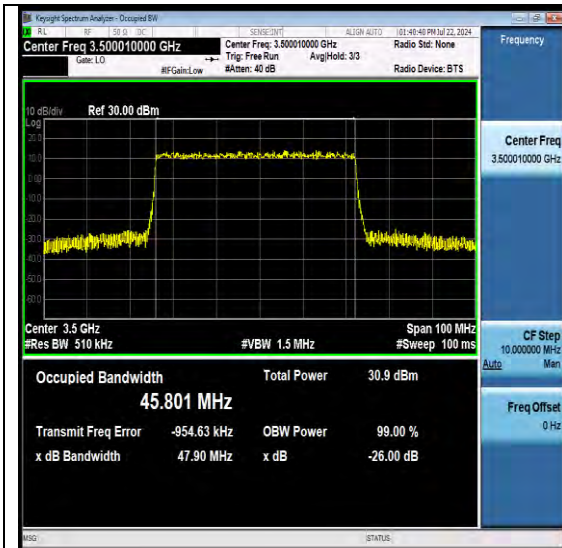 Keysight Spectrum Analyzer - Occupied BW
RL RF 50 Ω DC SENSE:INT ALIGN AUTO 01:40:40 PM Jul 22, 2024
Center Freq 3.500010000 GHz
Gate: LO
#IFGain:Low
Center Freq: 3.500010000 GHz
Trig: Free Run Avg|Hold: 3/3
#Atten: 40 dB
Radio Std: None
Radio Device: BTS
10 dB/div Ref 30.00 dBm
Log
20.0
10.0
0.00
-10.0
-20.0
-30.0
-40.0
-50.0
-60.0
Center 3.5 GHz Span 100 MHz
#Res BW 510 kHz #VBW 1.5 MHz #Sweep 100 ms
Occupied Bandwidth Total Power 30.9 dBm
45.801 MHz
Transmit Freq Error -954.63 kHz OBW Power 99.00 %
x dB Bandwidth 47.90 MHz x dB -26.00 dB
MSG STATUS
Frequency
Center Freq
3.500010000 GHz
CF Step
10.000000 MHz
Auto Man
Freq Offset
0 Hz